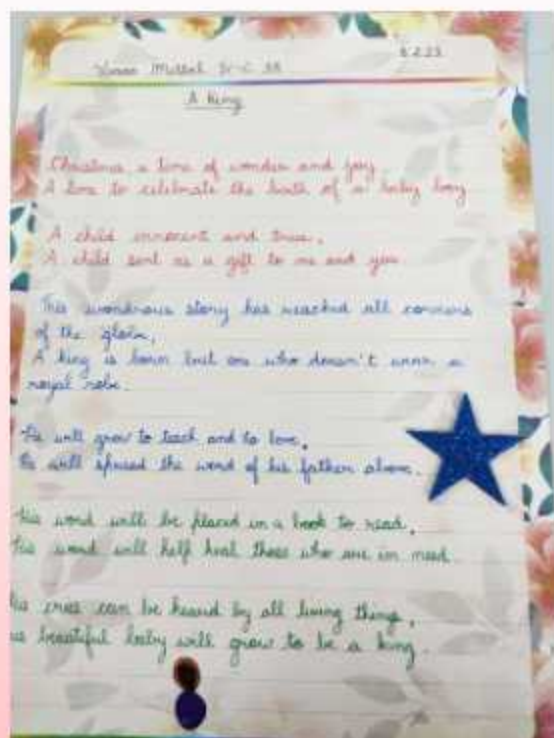 8.2.23
A King
Christmas a time of wonder and joy
A time to celebrate the birth of a baby boy
A child innocent and true,
A child sent as a gift to me and you
This wondrous story has reached all corners
of the globe,
A king is born but one who doesn't wear a
royal robe.
He will grow to teach and to love,
He will spread the word of his father above.
His word will be placed in a book to read,
His word will help heal those who are in need.
His cries can be heard by all living things,
beautiful baby will grow to be a king.